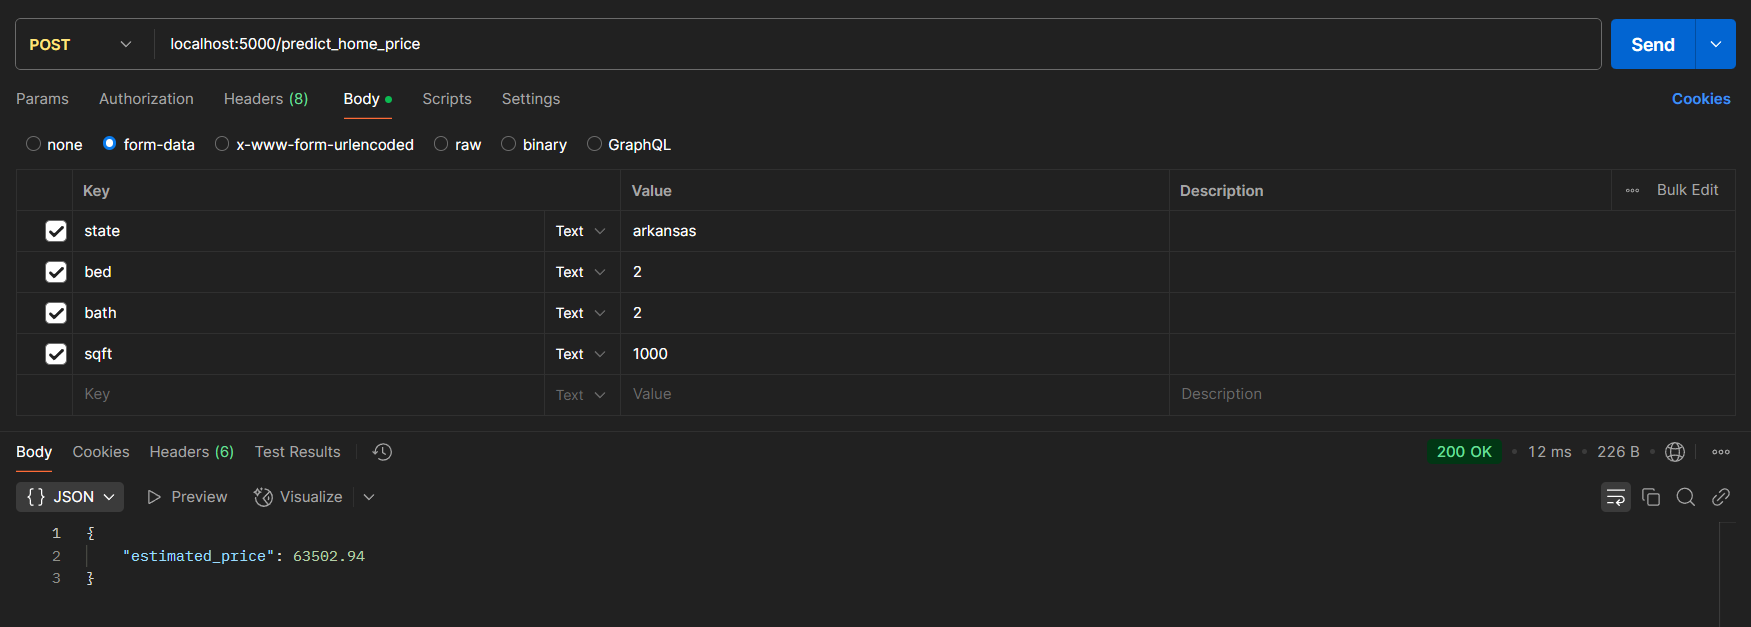 POST localhost:5000/predict_home_price Send
Params Authorization Headers (8) Body Scripts Settings Cookies
none form-data x-www-form-urlencoded raw binary GraphQL
Key Value Description Bulk Edit
state Text arkansas
bed Text 2
bath Text 2
sqft Text 1000
Key Text Value Description
Body Cookies Headers (6) Test Results 200 OK 12 ms 226 B
{} JSON Preview Visualize
1 {
2 "estimated_price": 63502.94
3 }